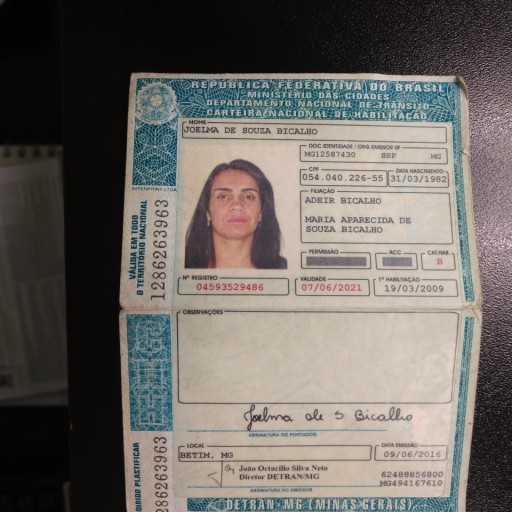 REPÚBLICA FEDERATIVA DO BRASIL
MINISTÉRIO DAS CIDADES
DEPARTAMENTO NACIONAL DE TRÂNSITO
CARTEIRA NACIONAL DE HABILITAÇÃO
NOME
JOELMA DE SOUZA BICALHO
DOC. IDENTIDADE / ORG. EMISSOR UF
MG12587430 SSP MG
CPF DATA NASCIMENTO
054.040.226-55 31/03/1982
FILIAÇÃO
ADEIR BICALHO
MARIA APARECIDA DE
SOUZA BICALHO
PERMISSÃO ACC CAT.HAB.
B
Nº REGISTRO VALIDADE 1ª HABILITAÇÃO
04593529486 07/06/2021 19/03/2009
VÁLIDA EM TODO
O TERRITÓRIO NACIONAL
1286263963
OBSERVAÇÕES
Joelma de S Bicalho
ASSINATURA DO PORTADOR
LOCAL DATA EMISSÃO
BETIM, MG 09/06/2016
João Octacílio Silva Neto
Diretor DETRAN/MG
62488856800
MG494167610
ASSINATURA DO EMISSOR
DETRAN-MG (MINAS GERAIS)
PLASTIFICAR
1286263963